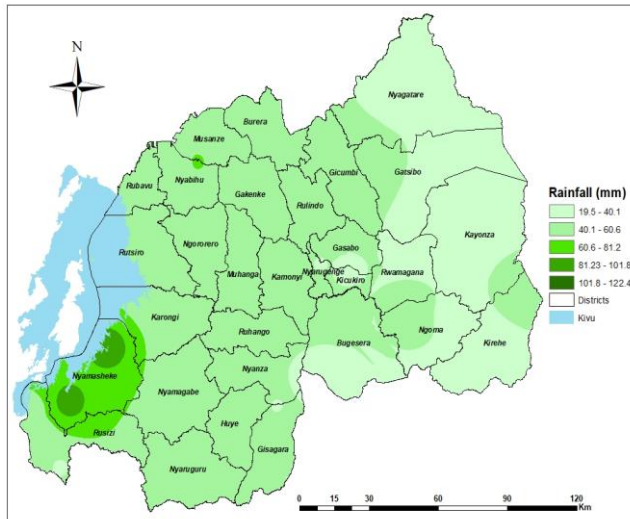 N
Nyagatare
Burera
Musanze
Gicumbi
Gatsibo
Rubavu
Nyabihu
Gakenke
Rulindo
Rainfall (mm)
19.5 - 40.1
40.1 - 60.6
60.6 - 81.2
81.23 - 101.8
101.8 - 122.4
Districts
Kivu
Kayonza
Gasabo
Rutsiro
Ngororero
Muhanga
Kamonyi
Nyarugenge
Kicukiro
Rwamagana
Karongi
Ruhango
Bugesera
Ngoma
Kirehe
Nyamasheke
Nyamagabe
Nyanza
Huye
Rusizi
Gisagara
Nyaruguru
0 15 30 60 90 120
Km